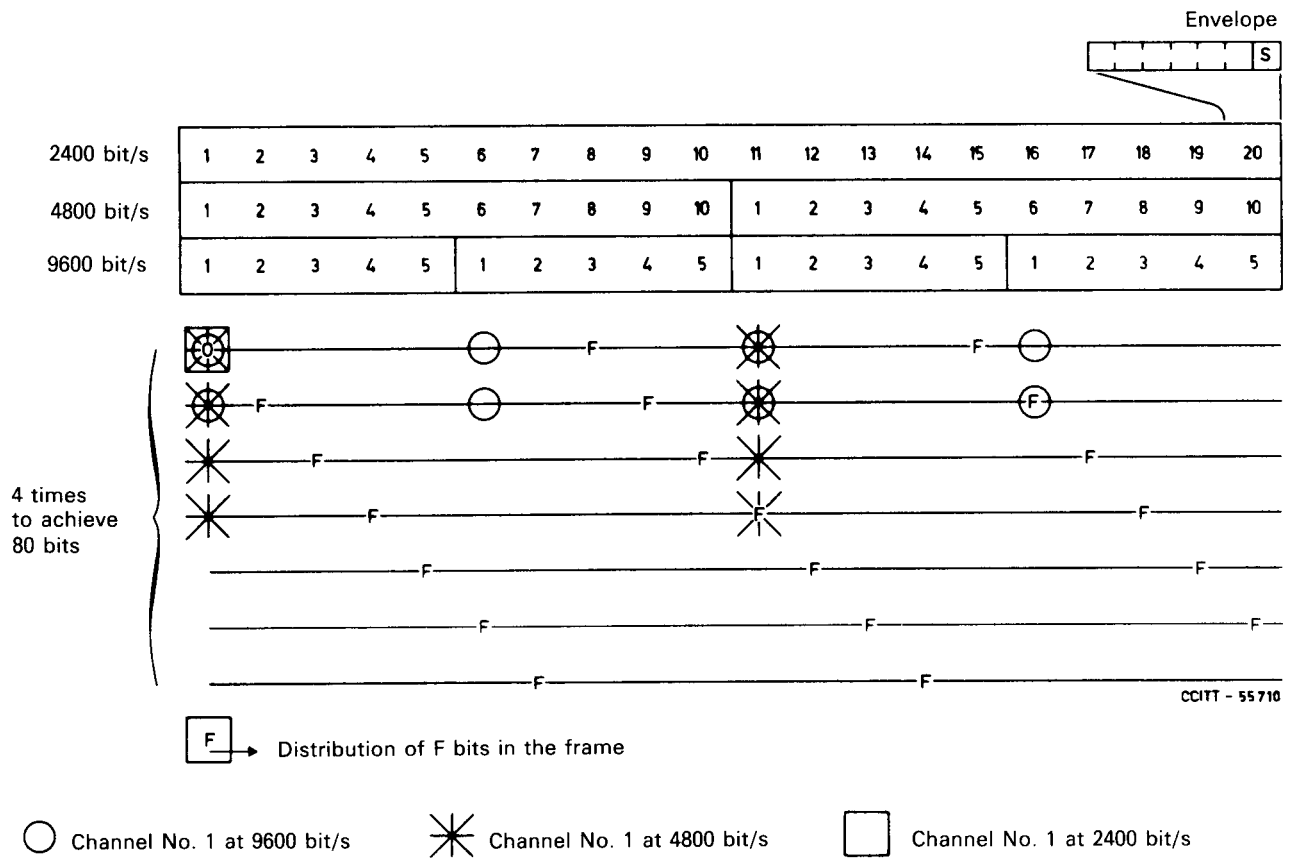 Envelope
S
2400 bit/s 1 2 3 4 5 6 7 8 9 10 11 12 13 14 15 16 17 18 19 20
4800 bit/s 1 2 3 4 5 6 7 8 9 10 1 2 3 4 5 6 7 8 9 10
9600 bit/s 1 2 3 4 5 1 2 3 4 5 1 2 3 4 5 1 2 3 4 5
0 F F
F F F
F F F
F F F
4 times
to achieve
80 bits
F F F
F F F
F F
CCITT - 55710
F Distribution of F bits in the frame
Channel No. 1 at 9600 bit/s Channel No. 1 at 4800 bit/s Channel No. 1 at 2400 bit/s